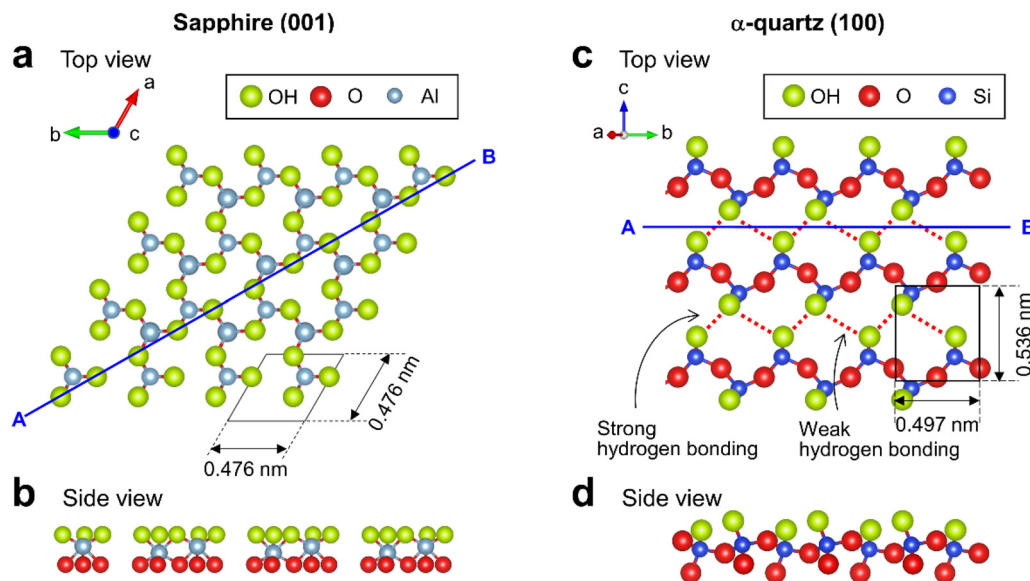 Sapphire (001)
α-quartz (100)
a Top view
a
b c
OH O Al
A
B
0.476 nm
0.476 nm
b Side view
c Top view
c
a b
OH O Si
A B
0.536 nm
0.497 nm
Strong
hydrogen bonding
Weak
hydrogen bonding
d Side view